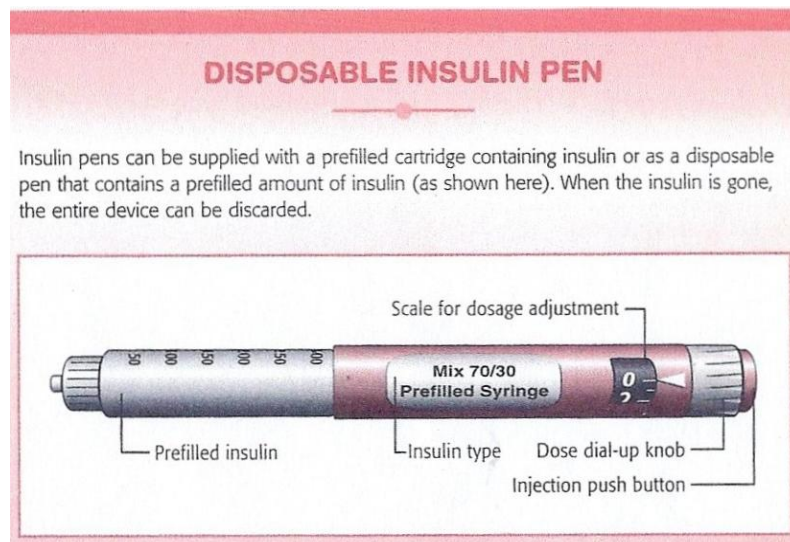 DISPOSABLE INSULIN PEN
Insulin pens can be supplied with a prefilled cartridge containing insulin or as a disposable
pen that contains a prefilled amount of insulin (as shown here). When the insulin is gone,
the entire device can be discarded.
Scale for dosage adjustment
Mix 70/30
Prefilled Syringe
0
2
Prefilled insulin
Insulin type
Dose dial-up knob
Injection push button